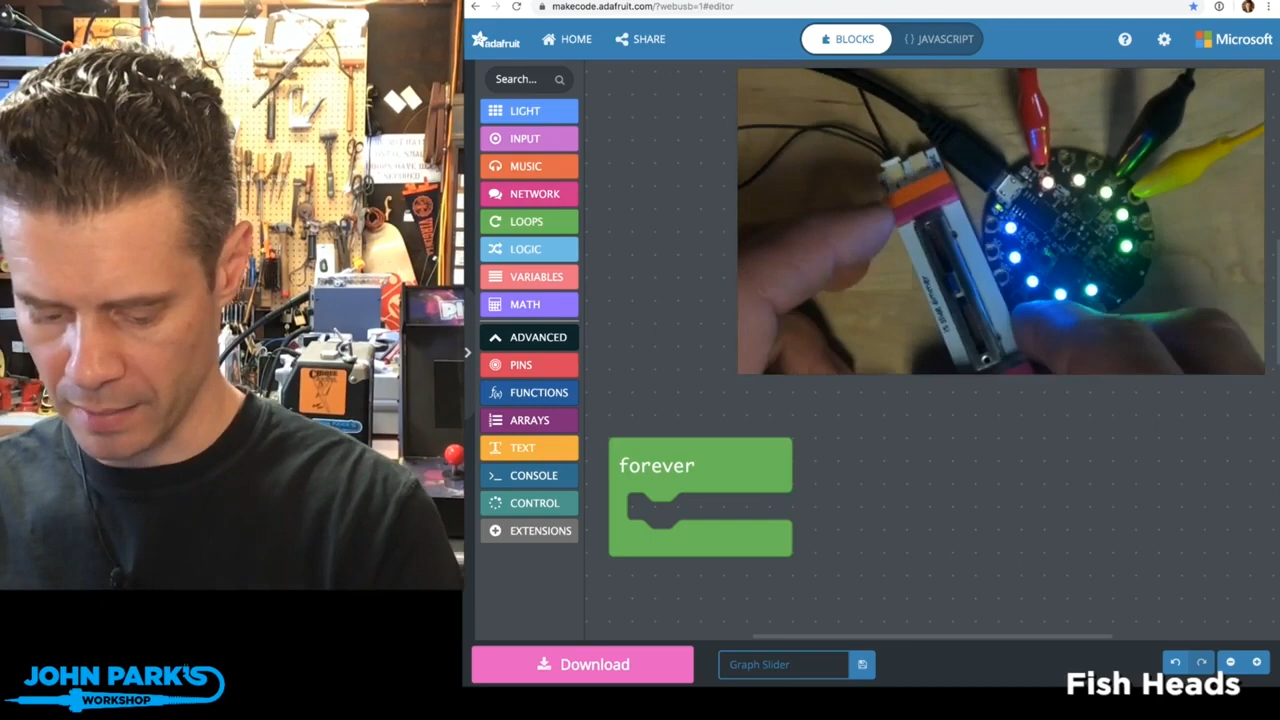 makecode.adafruit.com/?webusb=1#editor
adafruit
HOME
SHARE
BLOCKS
{} JAVASCRIPT
Microsoft
Search...
LIGHT
INPUT
MUSIC
NETWORK
LOOPS
LOGIC
VARIABLES
MATH
ADVANCED
PINS
FUNCTIONS
ARRAYS
TEXT
CONSOLE
CONTROL
EXTENSIONS
forever
Download
Graph Slider
Fish Heads
JOHN PARK'S
WORKSHOP